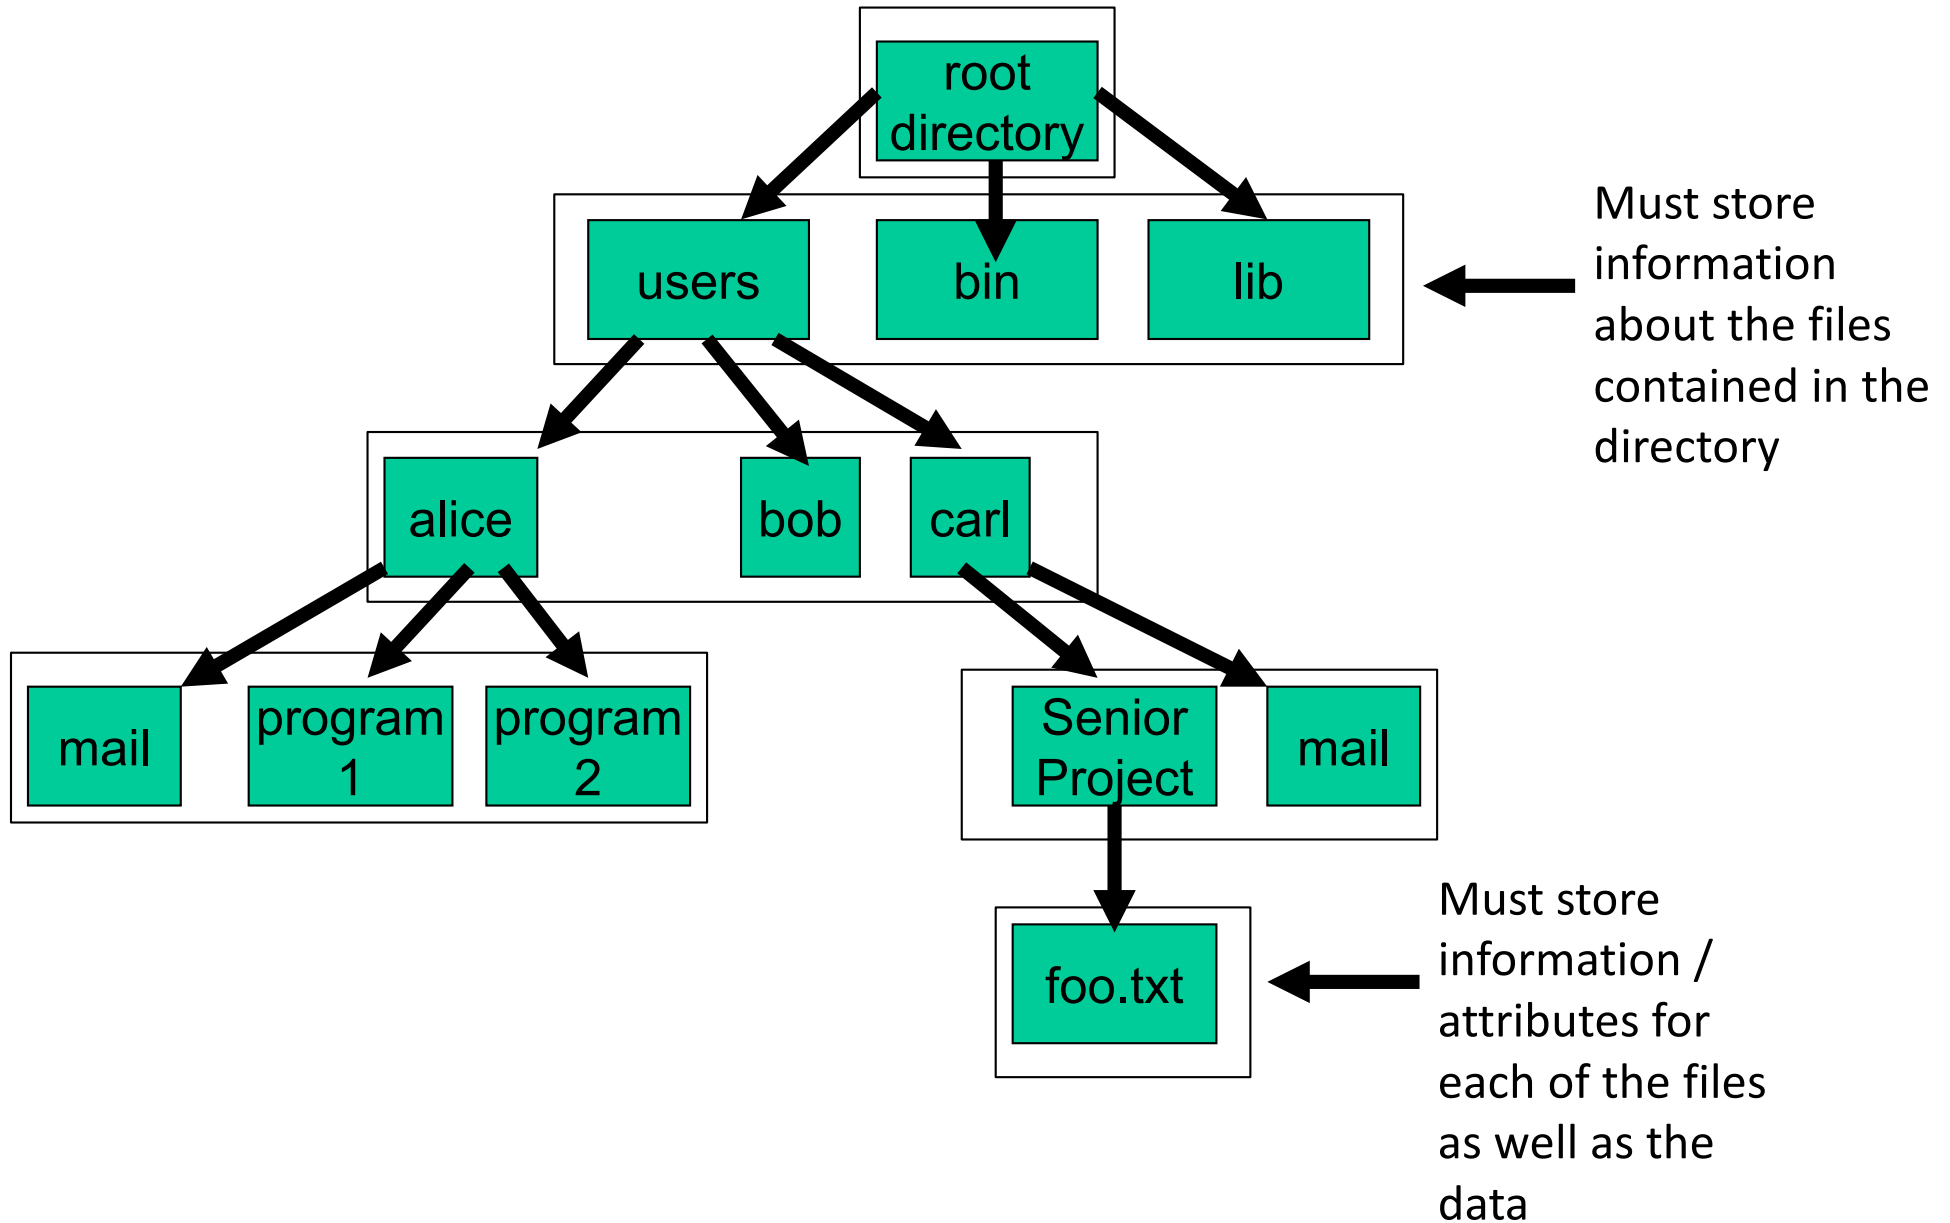 root
directory
users
bin
lib
Must store
information
about the files
contained in the
directory
alice
bob
carl
mail
program
1
program
2
Senior
Project
mail
foo.txt
Must store
information /
attributes for
each of the files
as well as the
data